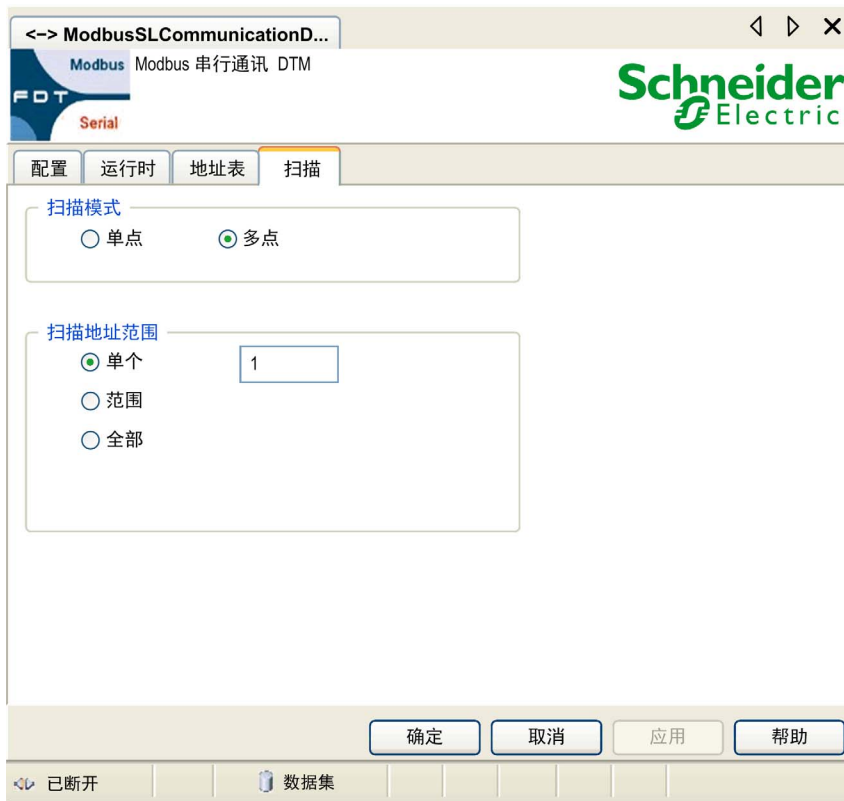 <-> ModbusSLCommunicationD...
Modbus Modbus 串行通讯 DTM
FDT
Serial
Schneider
Electric
配置 运行时 地址表 扫描
扫描模式
单点 多点
扫描地址范围
单个 1
范围
全部
确定 取消 应用 帮助
已断开 数据集